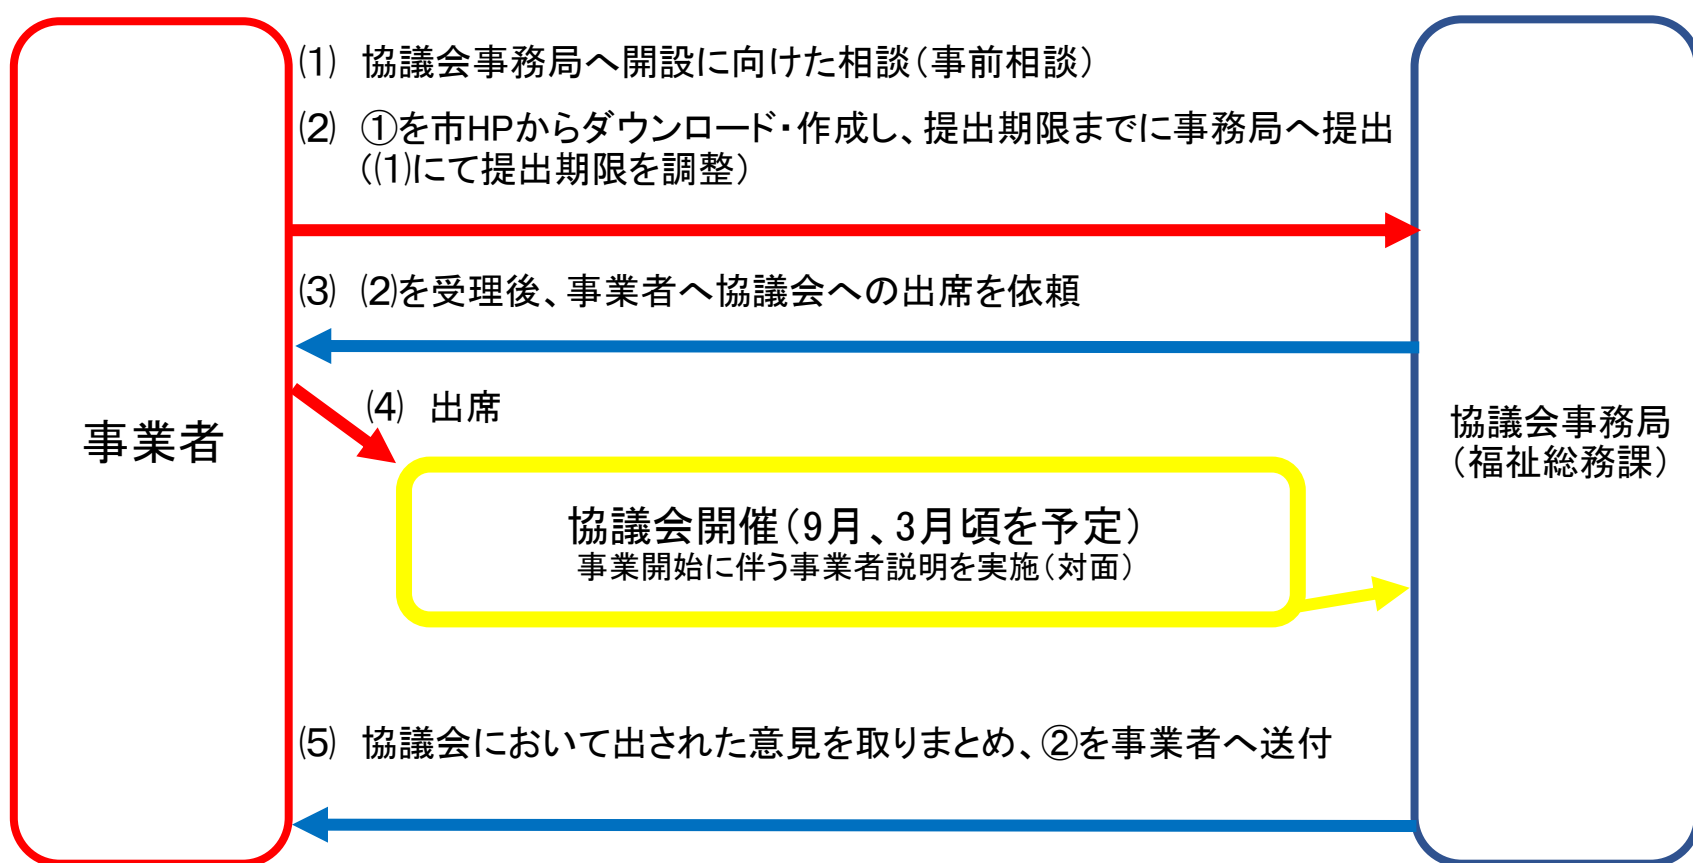 ⑴ 協議会事務局へ開設に向けた相談(事前相談)
⑵ ①を市HPからダウンロード・作成し、提出期限までに事務局へ提出
(⑴にて提出期限を調整)
⑶ ⑵を受理後、事業者へ協議会への出席を依頼
⑷ 出席
事業者
協議会事務局
(福祉総務課)
協議会開催(9月、3月頃を予定)
事業開始に伴う事業者説明を実施(対面)
⑸ 協議会において出された意見を取りまとめ、②を事業者へ送付